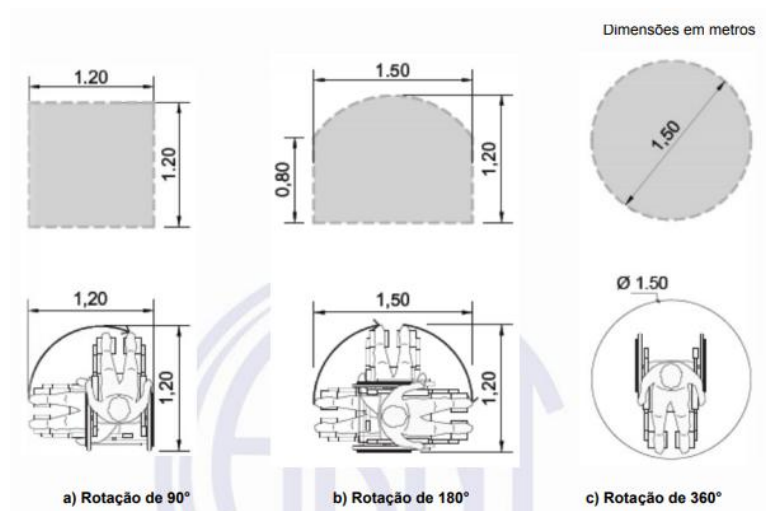 Dimensões em metros
1.20
1.20
1.50
0,80
1,20
1,50
1,20
1,20
1,50
1,20
Ø 1.50
a) Rotação de 90°
b) Rotação de 180°
c) Rotação de 360°